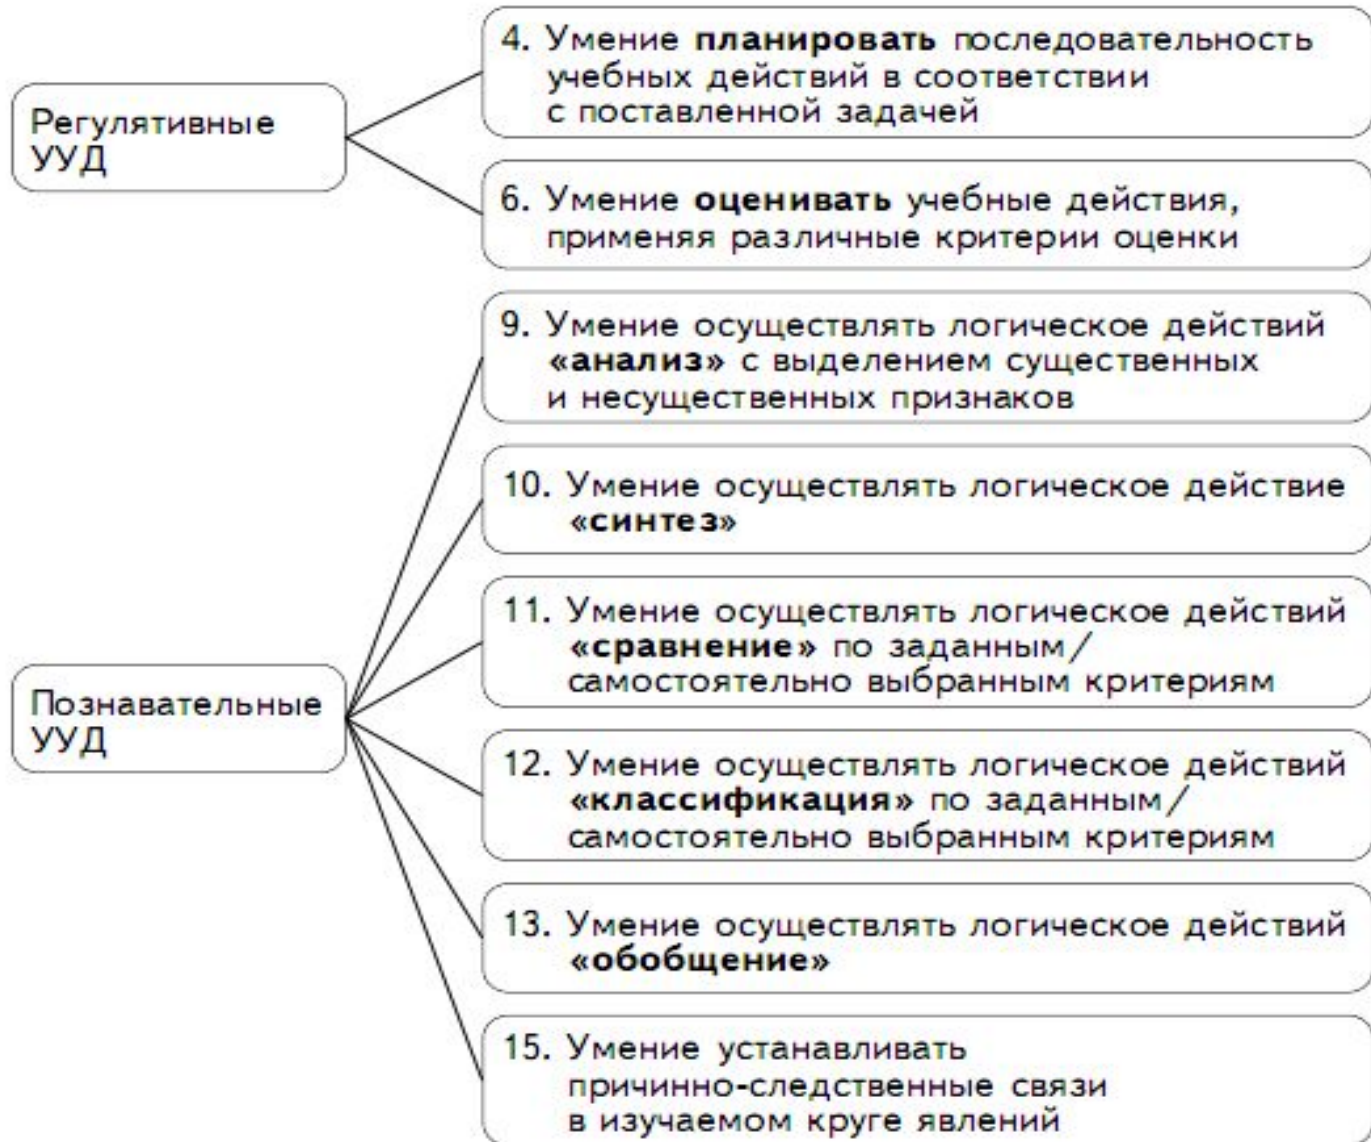 Регулятивные
УУД
4. Умение планировать последовательность
учебных действий в соответствии
с поставленной задачей
6. Умение оценивать учебные действия,
применяя различные критерии оценки
Познавательные
УУД
9. Умение осуществлять логическое действий
«анализ» с выделением существенных
и несущественных признаков
10. Умение осуществлять логическое действие
«синтез»
11. Умение осуществлять логическое действий
«сравнение» по заданным/
самостоятельно выбранным критериям
12. Умение осуществлять логическое действий
«классификация» по заданным/
самостоятельно выбранным критериям
13. Умение осуществлять логическое действий
«обобщение»
15. Умение устанавливать
причинно-следственные связи
в изучаемом круге явлений